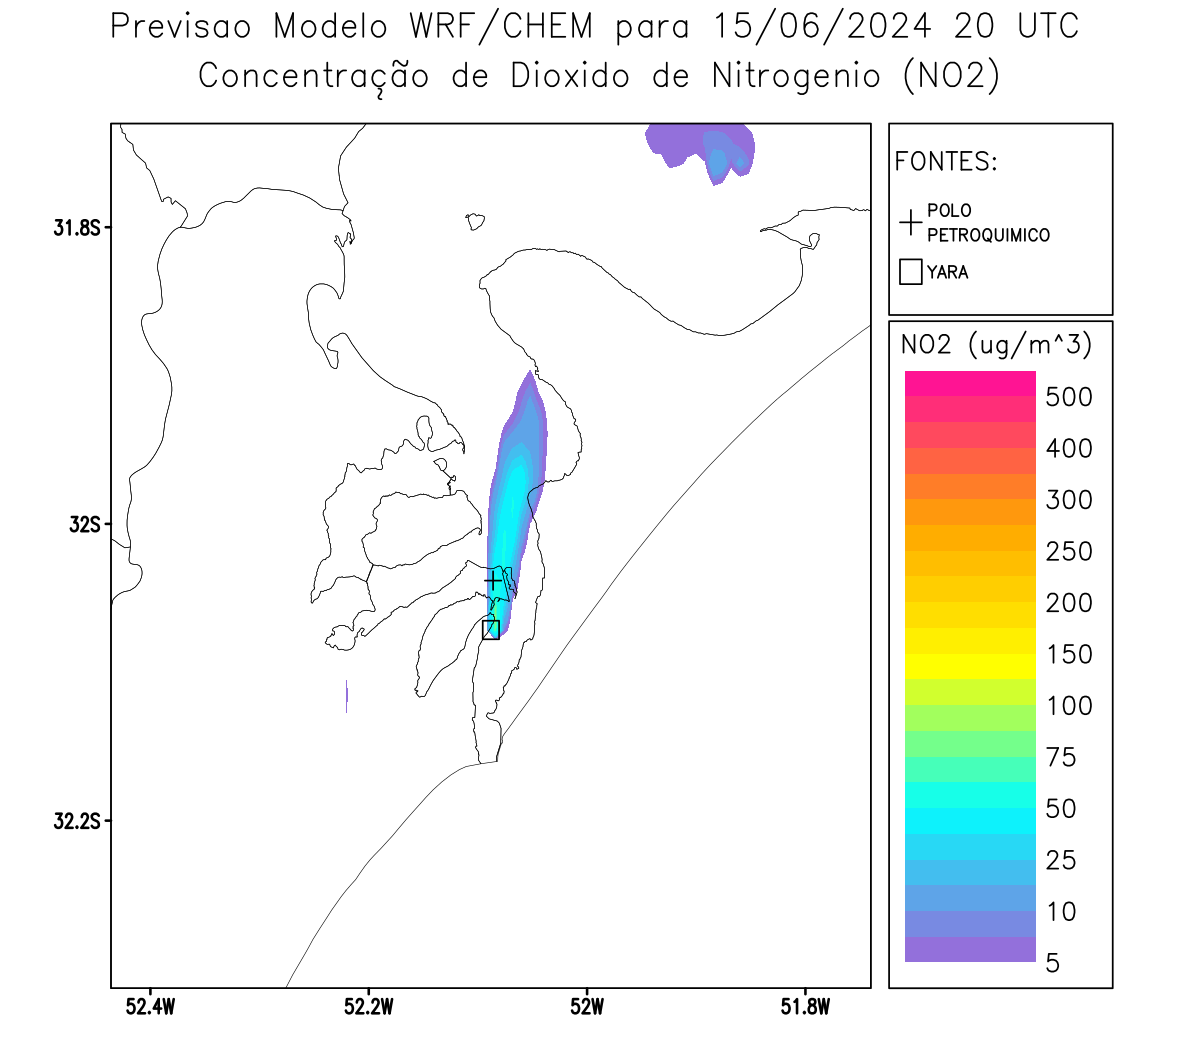 Previsao Modelo WRF/CHEM para 15/06/2024 20 UTC
Concentração de Dioxido de Nitrogenio (NO2)
FONTES:
POLO
PETROQUIMICO
YARA
31.8S
32S
32.2S
52.4W
52.2W
52W
51.8W
NO2 (ug/m^3)
500
400
300
250
200
150
100
75
50
25
10
5